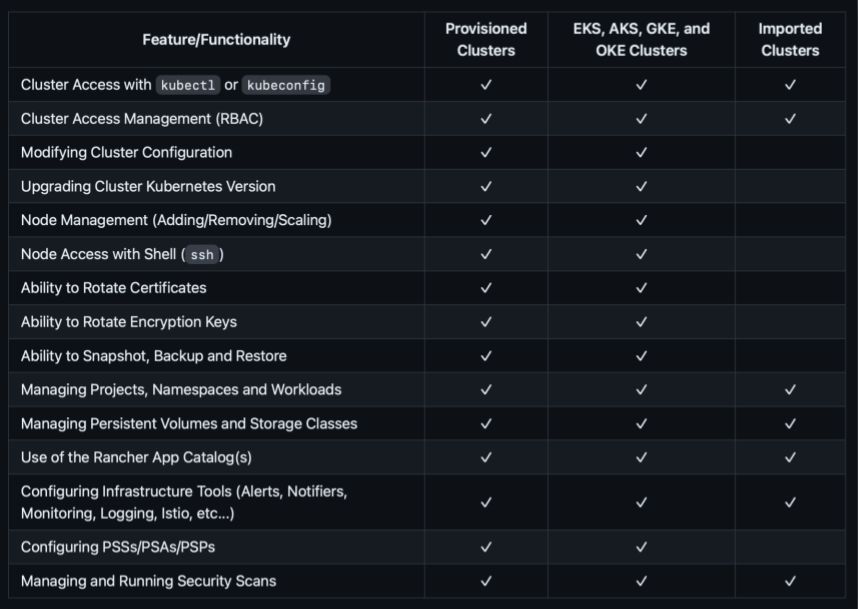 Feature/Functionality
Provisioned
Clusters
EKS, AKS, GKE, and
OKE Clusters
Imported
Clusters
Cluster Access with kubectl or kubeconfig ✓ ✓ ✓
Cluster Access Management (RBAC) ✓ ✓ ✓
Modifying Cluster Configuration ✓ ✓
Upgrading Cluster Kubernetes Version ✓ ✓
Node Management (Adding/Removing/Scaling) ✓ ✓
Node Access with Shell (ssh) ✓ ✓
Ability to Rotate Certificates ✓ ✓
Ability to Rotate Encryption Keys ✓ ✓
Ability to Snapshot, Backup and Restore ✓ ✓
Managing Projects, Namespaces and Workloads ✓ ✓ ✓
Managing Persistent Volumes and Storage Classes ✓ ✓ ✓
Use of the Rancher App Catalog(s) ✓ ✓ ✓
Configuring Infrastructure Tools (Alerts, Notifiers,
Monitoring, Logging, Istio, etc...) ✓ ✓ ✓
Configuring PSSs/PSAs/PSPs ✓ ✓
Managing and Running Security Scans ✓ ✓ ✓